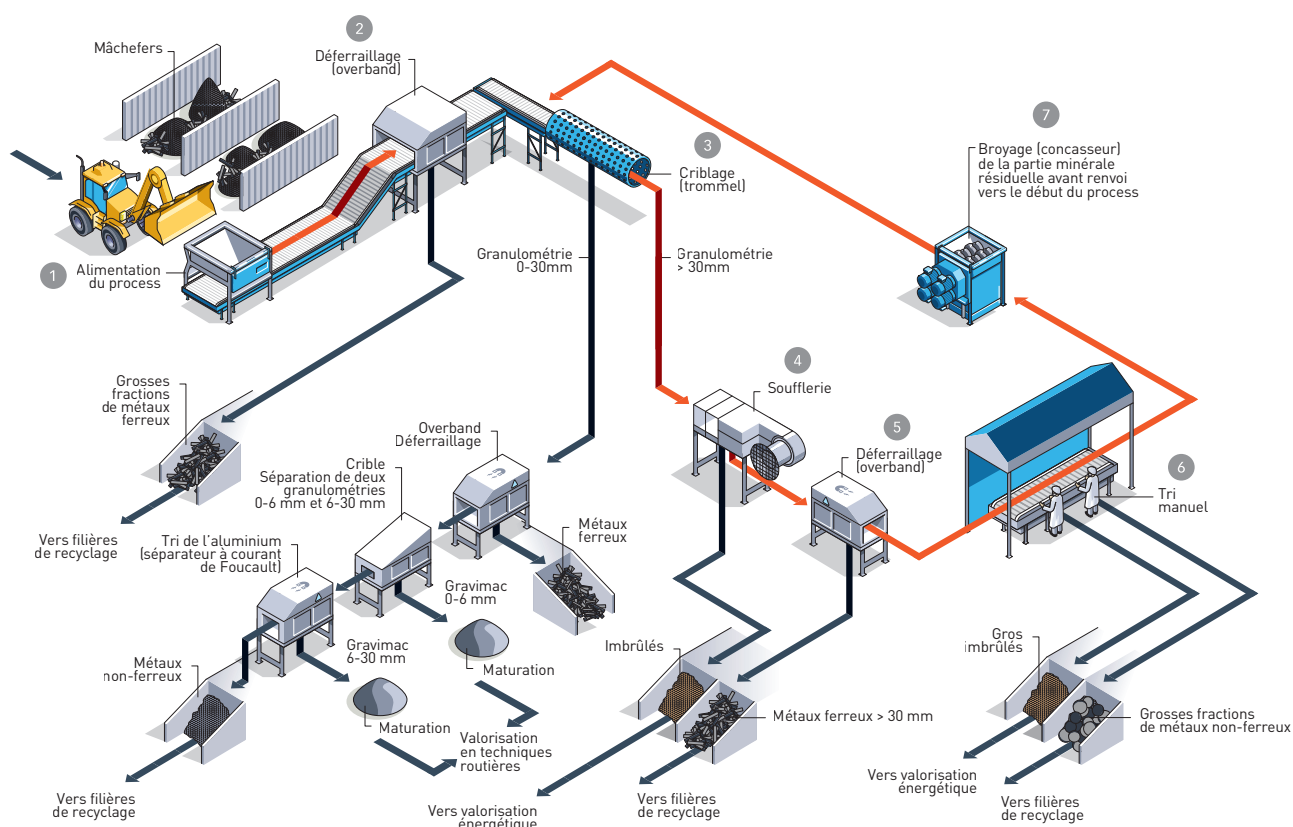 2
Mâchefers
Déferraillage
(overband)
7
Broyage (concasseur)
de la partie minérale
résiduelle avant renvoi
vers le début du process
3
Criblage
(trommel)
Granulométrie
0-30mm
Granulométrie
> 30mm
1
Alimentation
du process
4
Soufflerie
Grosses
fractions
de métaux
ferreux
Overband
Déferraillage
5
Déferraillage
(overband)
Crible
Séparation de deux
granulométries
0-6 mm et 6-30 mm
6
Tri
manuel
Vers filières
de recyclage
Métaux
ferreux
Tri de l'aluminium
(séparateur à courant
de Foucault)
Gravimac
0-6 mm
Gravimac
6-30 mm
Imbrûlés
Gros
imbrûlés
Métaux
non-ferreux
Maturation
Maturation
Métaux ferreux > 30 mm
Grosses fractions
de métaux non-ferreux
Valorisation
en techniques
routières
Vers valorisation
énergétique
Vers filières
de recyclage
Vers valorisation
énergétique
Vers filières
de recyclage
Vers filières
de recyclage